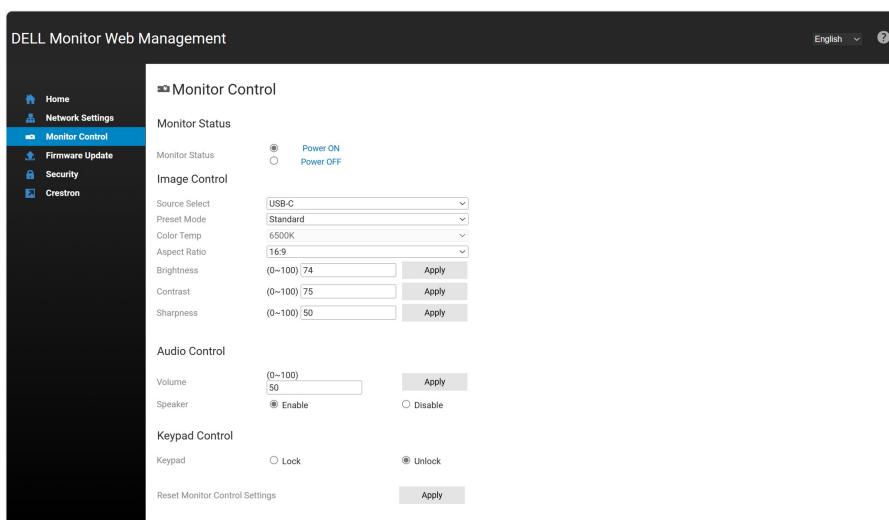 DELL Monitor Web Management
English
?
Home
Network Settings
Monitor Control
Firmware Update
Security
Crestron
Monitor Control
Monitor Status
Monitor Status Power ON
Power OFF
Image Control
Source Select USB-C
Preset Mode Standard
Color Temp 6500K
Aspect Ratio 16:9
Brightness (0~100) 74 Apply
Contrast (0~100) 75 Apply
Sharpness (0~100) 50 Apply
Audio Control
(0~100)
Volume 50 Apply
Speaker Enable Disable
Keypad Control
Keypad Lock Unlock
Reset Monitor Control Settings Apply